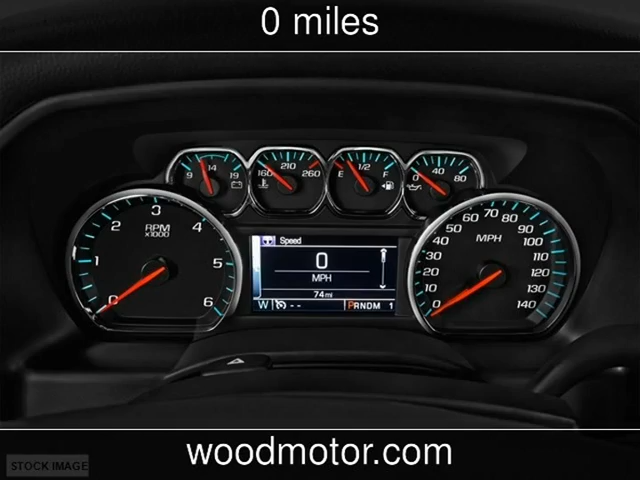 0 miles
9 14 19
160 210 260
E 1/2 F
0 40 80
0 1 2 3 4 5 6
RPM
x1000
Speed
0
MPH
74 mi
W -- PRNDM 1
0 10 20 30 40 50 60 70 80 90 100 110 120 130 140
MPH
woodmotor.com
STOCK IMAGE